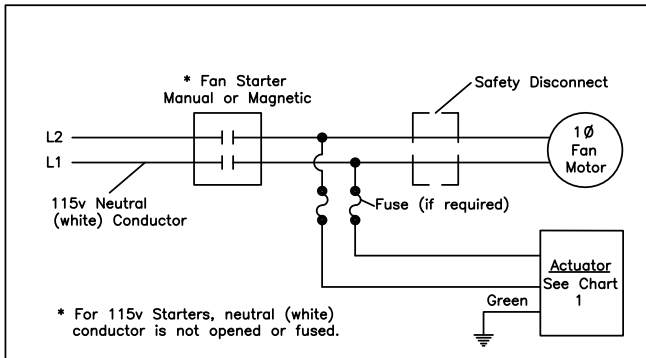 * Fan Starter
Manual or Magnetic
Safety Disconnect
L2
L1
1Ø
Fan
Motor
115v Neutral
(white) Conductor
Fuse (if required)
Actuator
See Chart
1
Green
* For 115v Starters, neutral (white)
conductor is not opened or fused.